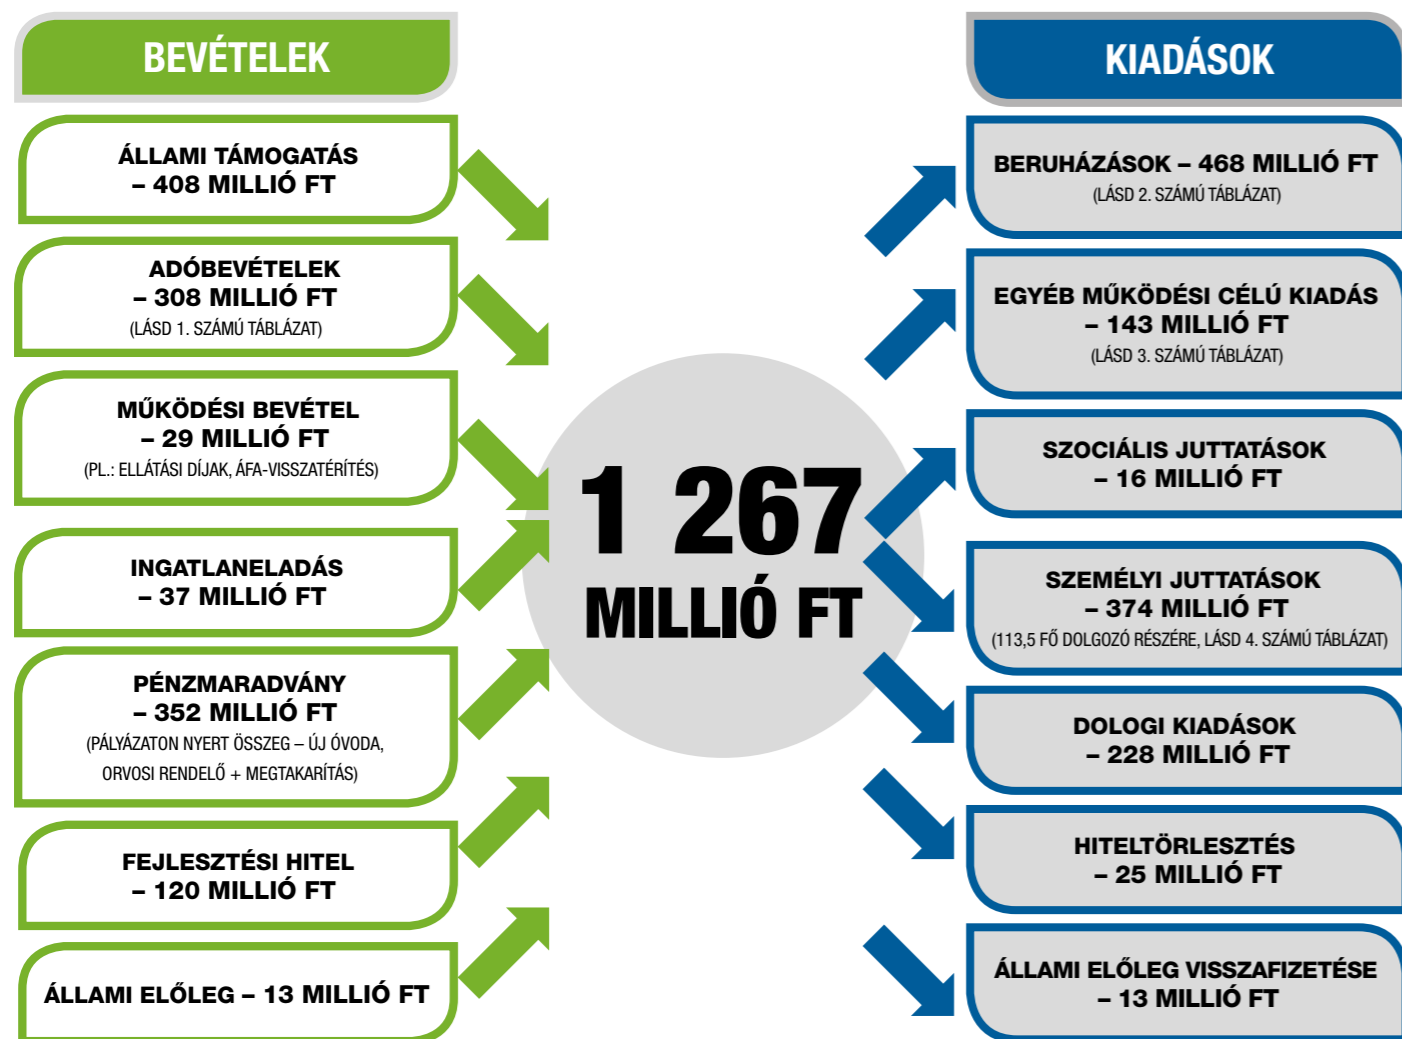 BEVÉTELEK
ÁLLAMI TÁMOGATÁS
– 408 MILLIÓ FT
ADÓBEVÉTELEK
– 308 MILLIÓ FT
(LÁSD 1. SZÁMÚ TÁBLÁZAT)
MŰKÖDÉSI BEVÉTEL
– 29 MILLIÓ FT
(PL.: ELLÁTÁSI DÍJAK, ÁFA-VISSZATÉRÍTÉS)
INGATLANELADÁS
– 37 MILLIÓ FT
PÉNZMARADVÁNY
– 352 MILLIÓ FT
(PÁLYÁZATON NYERT ÖSSZEG – ÚJ ÓVODA,
ORVOSI RENDELŐ + MEGTAKARÍTÁS)
FEJLESZTÉSI HITEL
– 120 MILLIÓ FT
ÁLLAMI ELŐLEG – 13 MILLIÓ FT
1 267
MILLIÓ FT
KIADÁSOK
BERUHÁZÁSOK – 468 MILLIÓ FT
(LÁSD 2. SZÁMÚ TÁBLÁZAT)
EGYÉB MŰKÖDÉSI CÉLÚ KIADÁS
– 143 MILLIÓ FT
(LÁSD 3. SZÁMÚ TÁBLÁZAT)
SZOCIÁLIS JUTTATÁSOK
– 16 MILLIÓ FT
SZEMÉLYI JUTTATÁSOK
– 374 MILLIÓ FT
(113,5 FŐ DOLGOZÓ RÉSZÉRE, LÁSD 4. SZÁMÚ TÁBLÁZAT)
DOLOGI KIADÁSOK
– 228 MILLIÓ FT
HITELTÖRLESZTÉS
– 25 MILLIÓ FT
ÁLLAMI ELŐLEG VISSZAFIZETÉSE
– 13 MILLIÓ FT